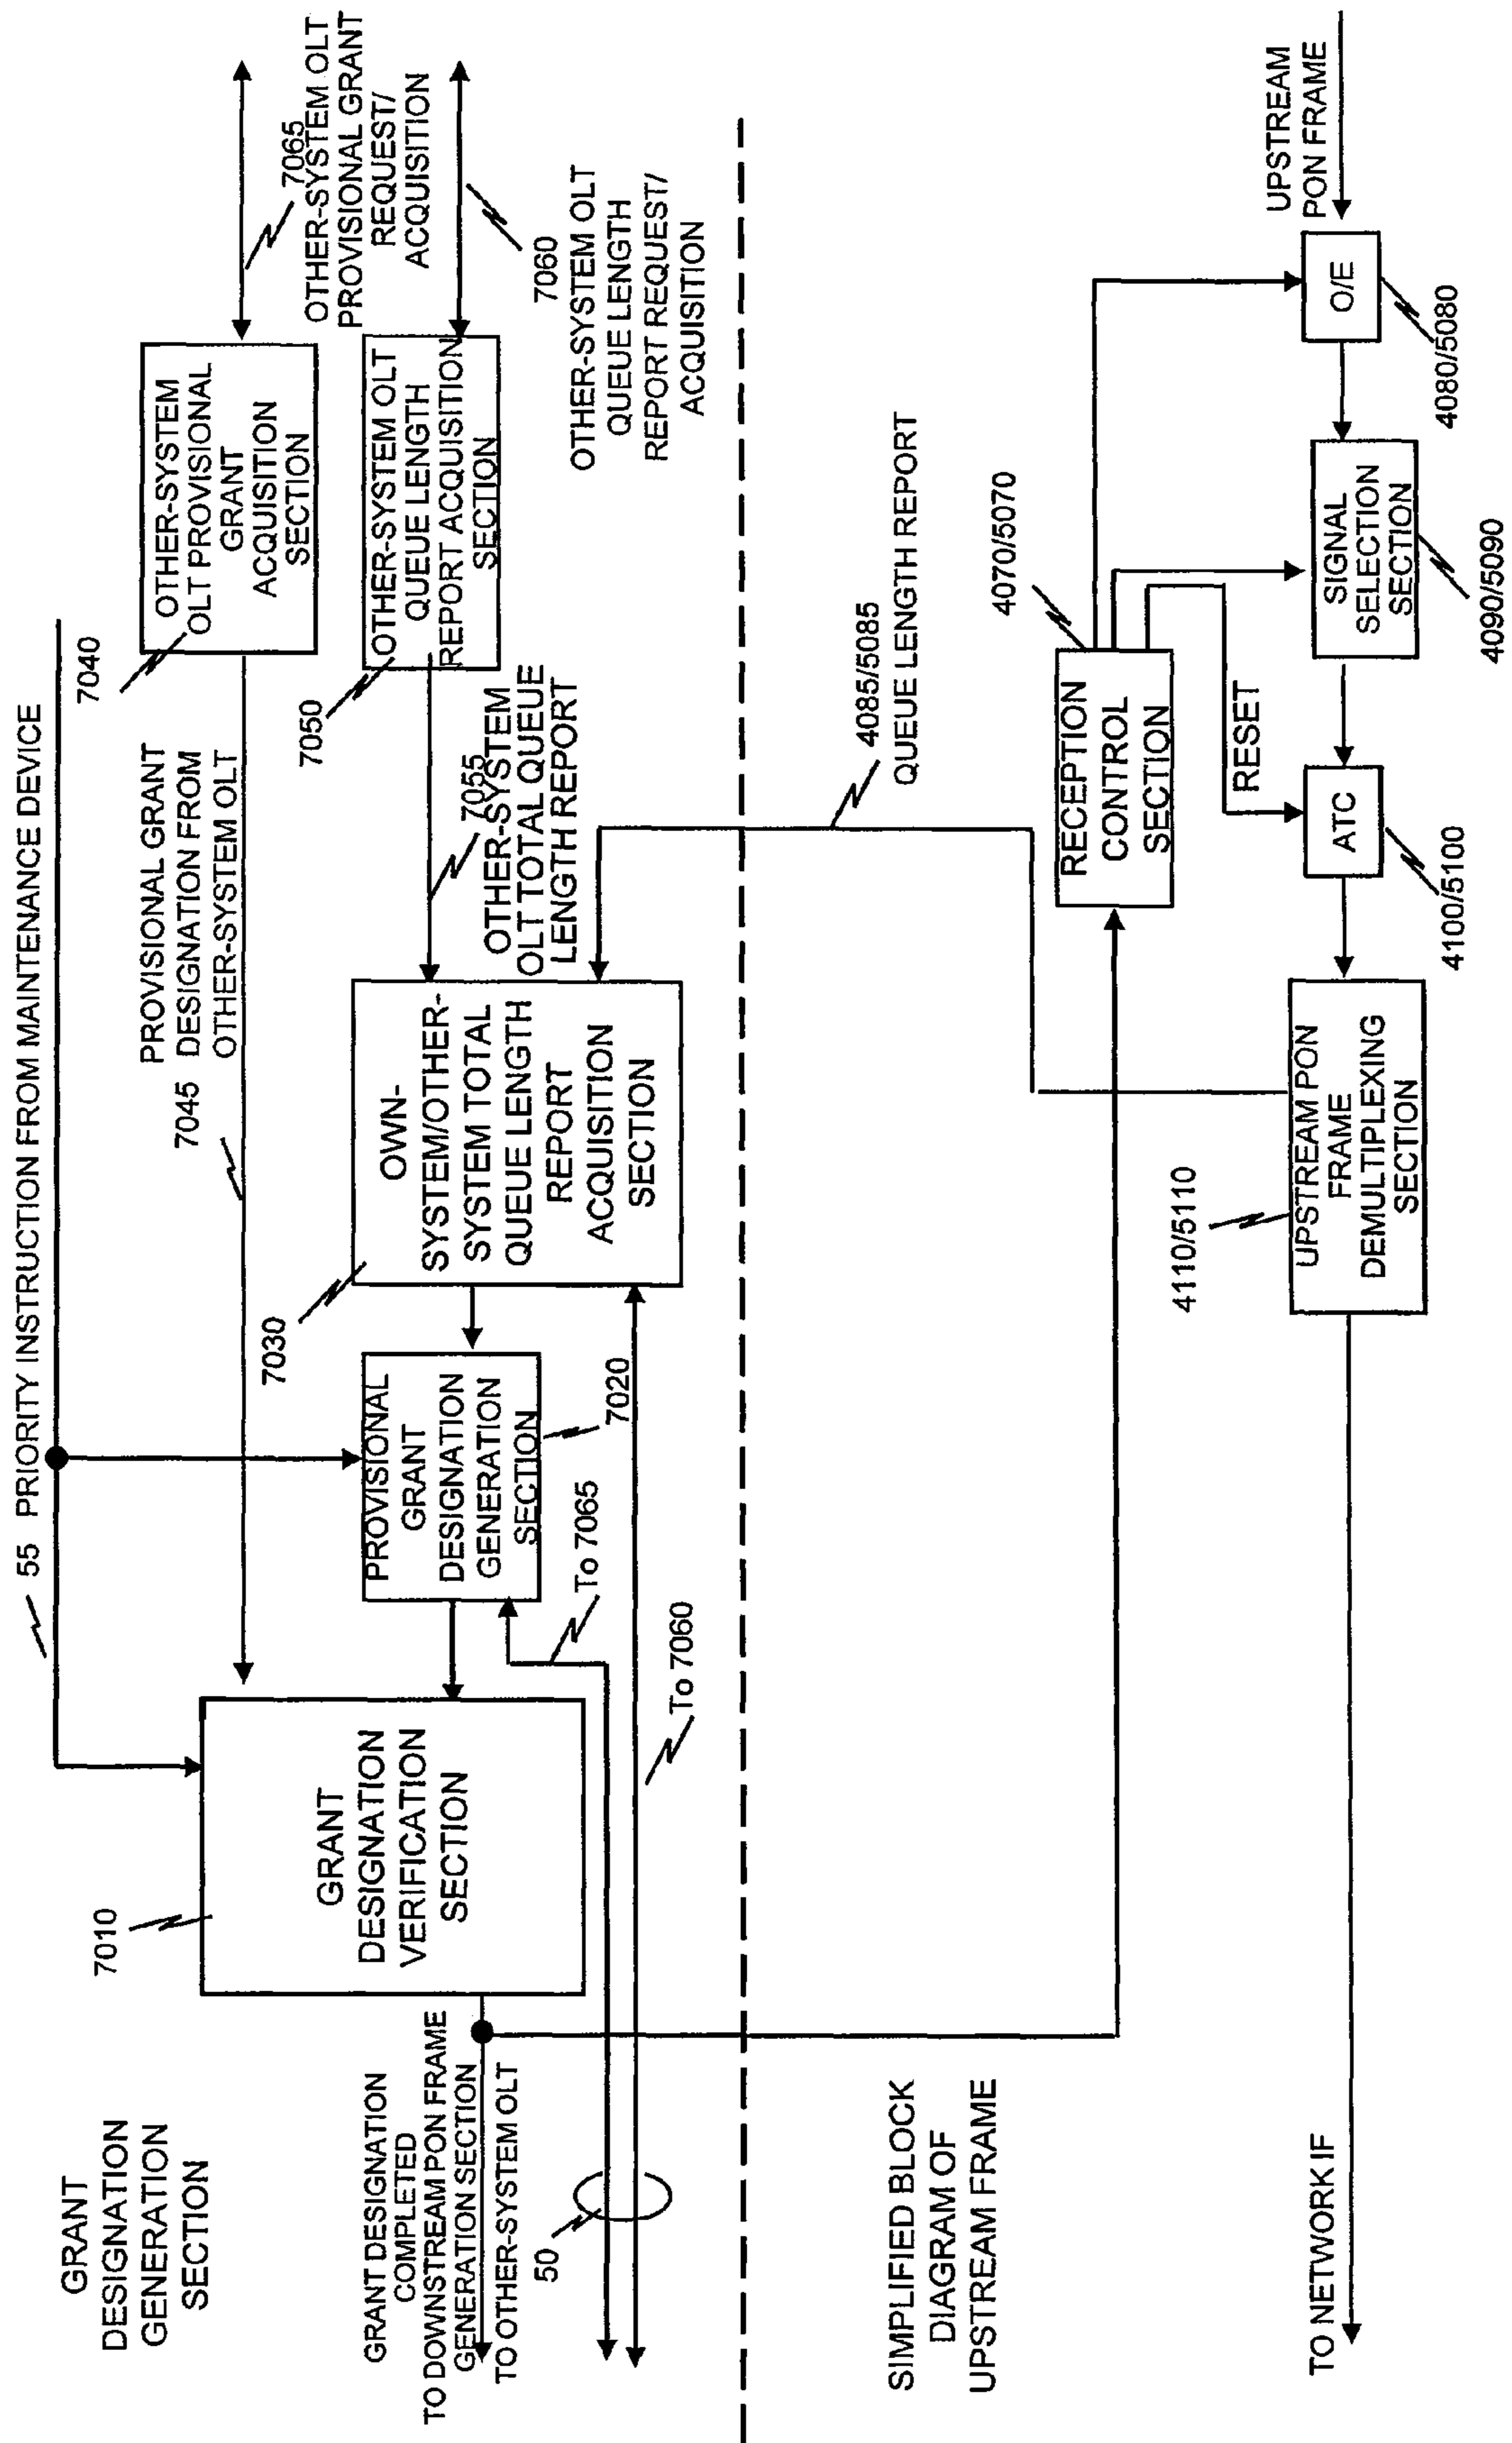 GRANT
DESIGNATION
GENERATION
SECTION
55
PRIORITY INSTRUCTION FROM MAINTENANCE DEVICE
7010
GRANT
DESIGNATION
VERIFICATION
SECTION
7045
PROVISIONAL GRANT
DESIGNATION FROM
OTHER-SYSTEM OLT
7040
OTHER-SYSTEM
OLT PROVISIONAL
GRANT
ACQUISITION
SECTION
7065
OTHER-SYSTEM OLT
PROVISIONAL GRANT
REQUEST/
ACQUISITION
7020
PROVISIONAL
GRANT
DESIGNATION
GENERATION
SECTION
7030
OWN-
SYSTEM/OTHER-
SYSTEM TOTAL
QUEUE LENGTH
REPORT
ACQUISITION
SECTION
7050
OTHER-SYSTEM OLT
QUEUE LENGTH
REPORT ACQUISITION
SECTION
7055
OTHER-SYSTEM
OLT TOTAL QUEUE
LENGTH REPORT
7060
OTHER-SYSTEM OLT
QUEUE LENGTH
REPORT REQUEST/
ACQUISITION
GRANT DESIGNATION
COMPLETED
TO DOWNSTREAM PON FRAME
GENERATION SECTION
TO OTHER-SYSTEM OLT
50
To 7065
To 7060
4085/5085
QUEUE LENGTH REPORT
SIMPLIFIED BLOCK
DIAGRAM OF
UPSTREAM FRAME
4070/5070
RECEPTION
CONTROL
SECTION
RESET
UPSTREAM
PON FRAME
O/E
4080/5080
SIGNAL
SELECTION
SECTION
4090/5090
ATC
4100/5100
4110/5110
UPSTREAM PON
FRAME
DEMULTIPLEXING
SECTION
TO NETWORK IF